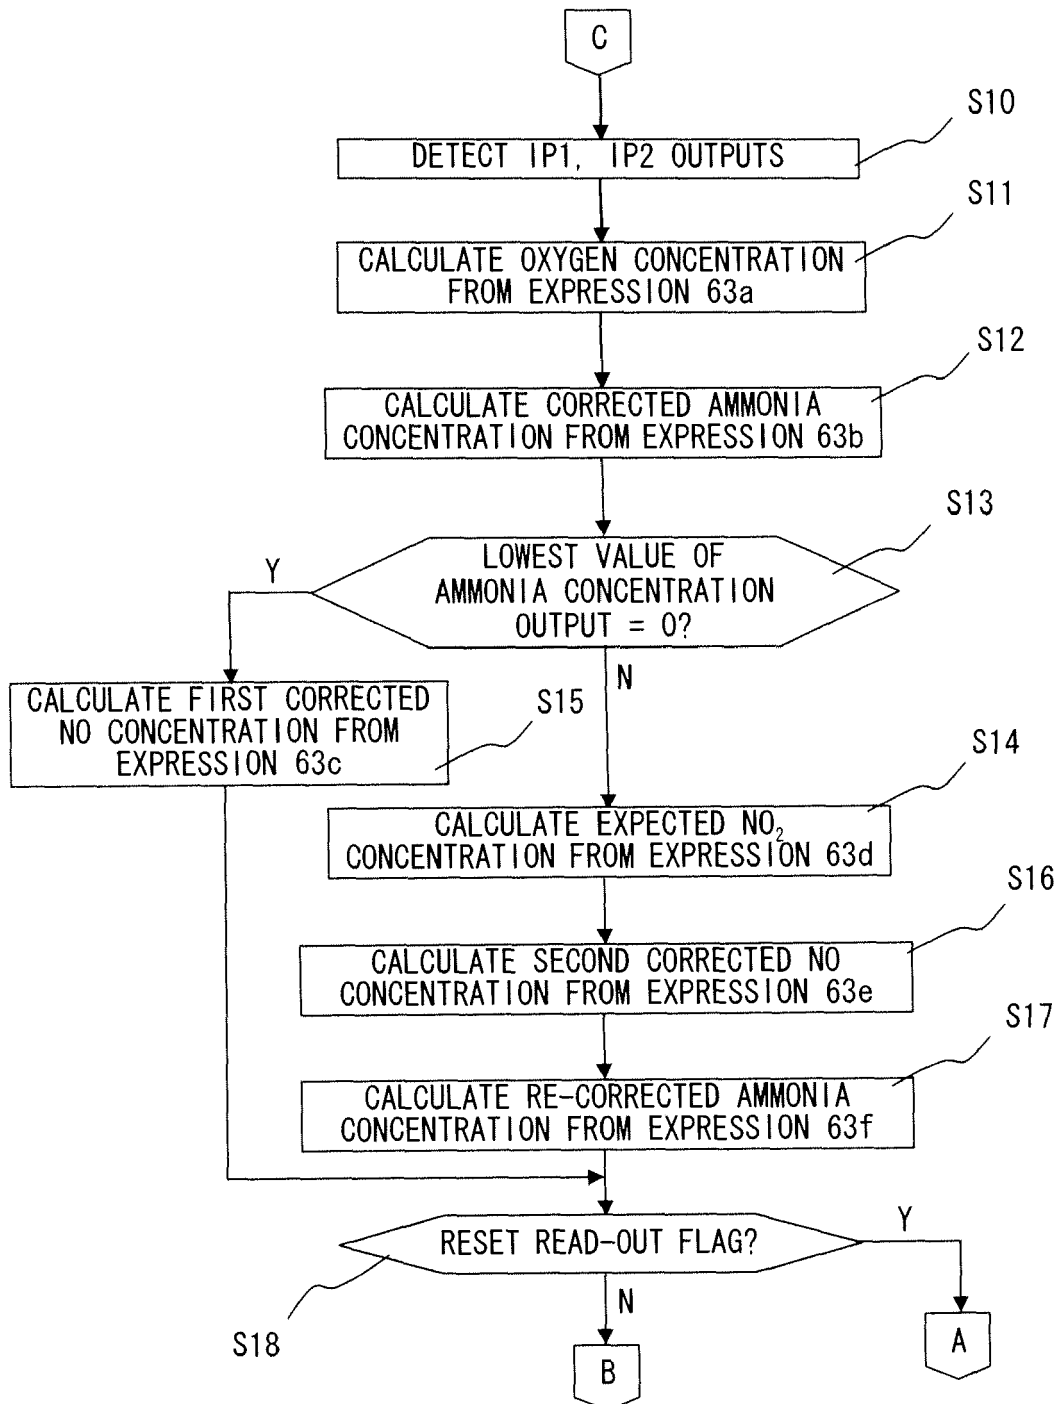 C
S10
DETECT IP1, IP2 OUTPUTS
S11
CALCULATE OXYGEN CONCENTRATION
FROM EXPRESSION 63a
S12
CALCULATE CORRECTED AMMONIA
CONCENTRATION FROM EXPRESSION 63b
S13
Y
LOWEST VALUE OF
AMMONIA CONCENTRATION
OUTPUT = 0?
N
CALCULATE FIRST CORRECTED
NO CONCENTRATION FROM
EXPRESSION 63c
S15
S14
CALCULATE EXPECTED NO₂
CONCENTRATION FROM EXPRESSION 63d
S16
CALCULATE SECOND CORRECTED NO
CONCENTRATION FROM EXPRESSION 63e
S17
CALCULATE RE-CORRECTED AMMONIA
CONCENTRATION FROM EXPRESSION 63f
RESET READ-OUT FLAG?
Y
N
S18
A
B